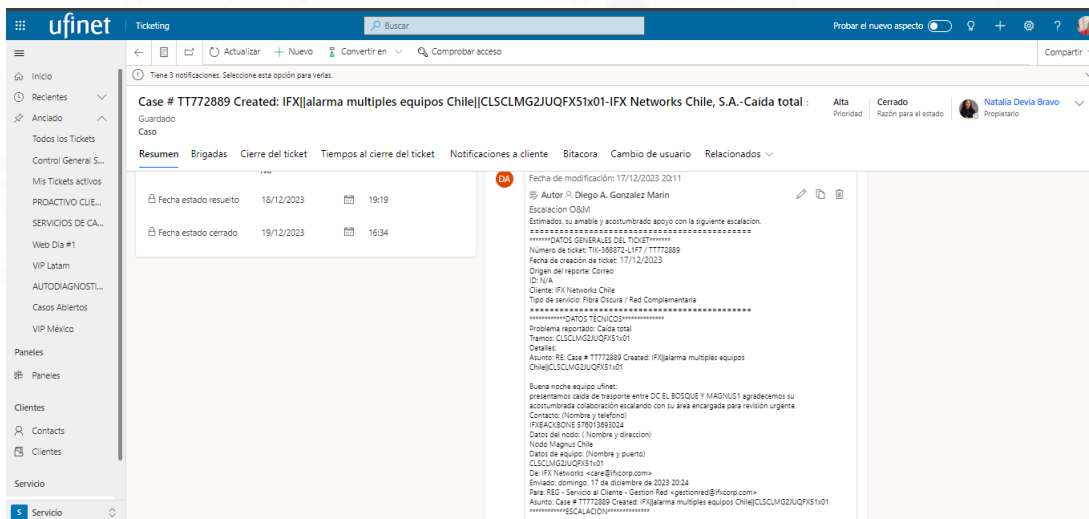 ufinet
Ticketing
Buscar
Probar el nuevo aspecto
Actualizar
Nuevo
Convertir en
Comprobar acceso
Compartir
Tiene 3 notificaciones. Seleccione esta opción para verlas.
Inicio
Recientes
Anclado
Todos los Tickets
Control General S...
Mis Tickets activos
PROACTIVO CLIE...
SERVICIOS DE CA...
Web Dia #1
VIP Latam
AUTODIAGNOSTI...
Casos Abiertos
VIP México
Paneles
Paneles
Clientes
Contacts
Clientes
Servicio
S Servicio
Case # TT772889 Created: IFX||alarma multiples equipos Chile||CLSCLMG2JUQFX51x01-IFX Networks Chile, S.A.-Caída total :
Guardado
Caso
Alta
Prioridad
Cerrado
Razón para el estado
Natalia Devia Bravo
Propietario
Resumen Brigadas Cierre del ticket Tiempos al cierre del ticket Notificaciones a cliente Bitacora Cambio de usuario Relacionados
Fecha estado resuelto 18/12/2023 19:19
Fecha estado cerrado 19/12/2023 16:34
DA
Fecha de modificación: 17/12/2023 20:11
Autor Diego A. Gonzalez Marin
Escalacion O&M
Estimados, su amable y acostumbrado apoyo con la siguiente escalacion.
*******DATOS GENERALES DEL TICKET*******
Número de ticket: TIK-368872-L1F7 / TT772889
Fecha de creación de ticket: 17/12/2023
Origen del reporte: Correo
ID: N/A
Cliente: IFX Networks Chile
Tipo de servicio: Fibra Oscura / Red Complementaria
************DATOS TÉCNICOS**************
Problema reportado: Caída total
Tramos: CLSCLMG2JUQFX51x01
Detalles:
Asunto: RE: Case # TT772889 Created: IFX||alarma multiples equipos
Chile||CLSCLMG2JUQFX51x01
Buena noche equipo ufinet:
presentamos caida de trasporte entre DC EL BOSQUE Y MAGNUS1 agradecemos su
acostumbrada colaboración escalando con su área encargada para revisión urgente.
Contacto: (Nombre y telefono)
IFXBACKBONE 576013693024
Datos del nodo: ( Nombre y direccion)
Nodo Magnus Chile
Datos de equipo: (Nombre y puerto)
CLSCLMG2JUQFX51x01
De: IFX Networks <care@ifxcorp.com>
Enviado: domingo, 17 de diciembre de 2023 20:24
Para: REG - Servicio al Cliente - Gestion Red <gestionred@ifxcorp.com>
Asunto: Case # TT772889 Created: IFX||alarma multiples equipos Chile||CLSCLMG2JUQFX51x01
************ESCALACION**************